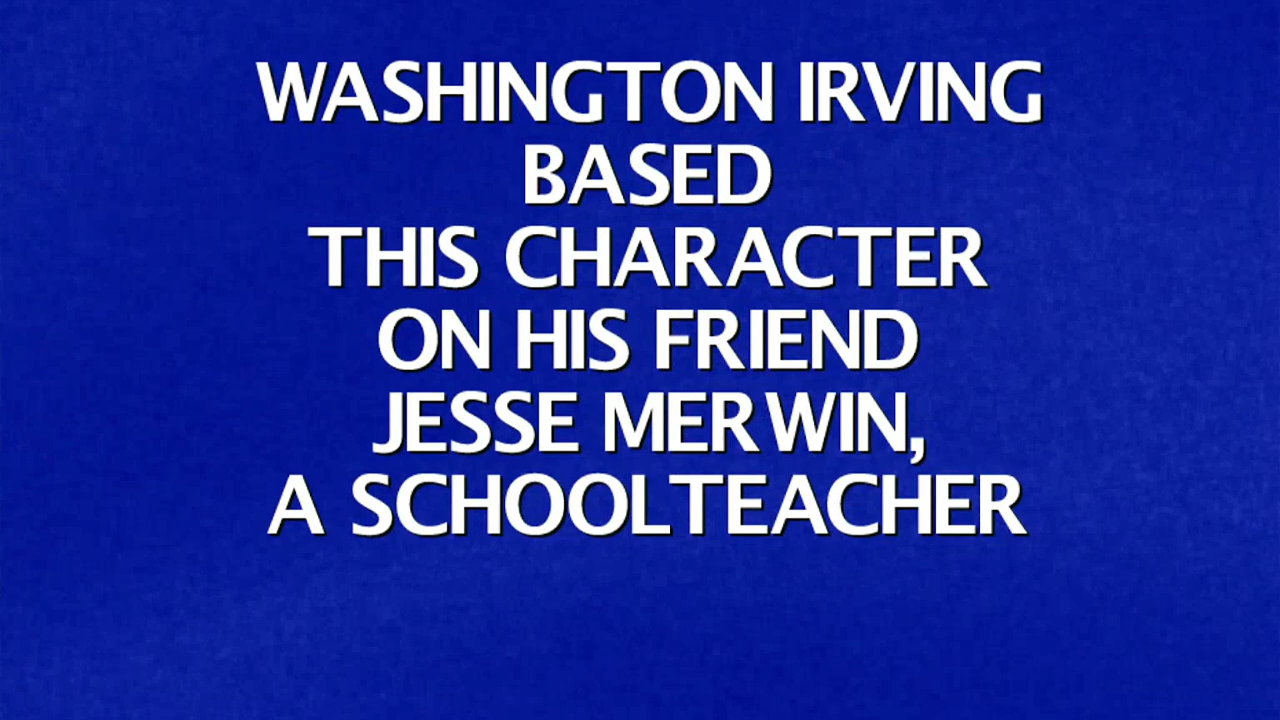 WASHINGTON IRVING
BASED
THIS CHARACTER
ON HIS FRIEND
JESSE MERWIN,
A SCHOOLTEACHER